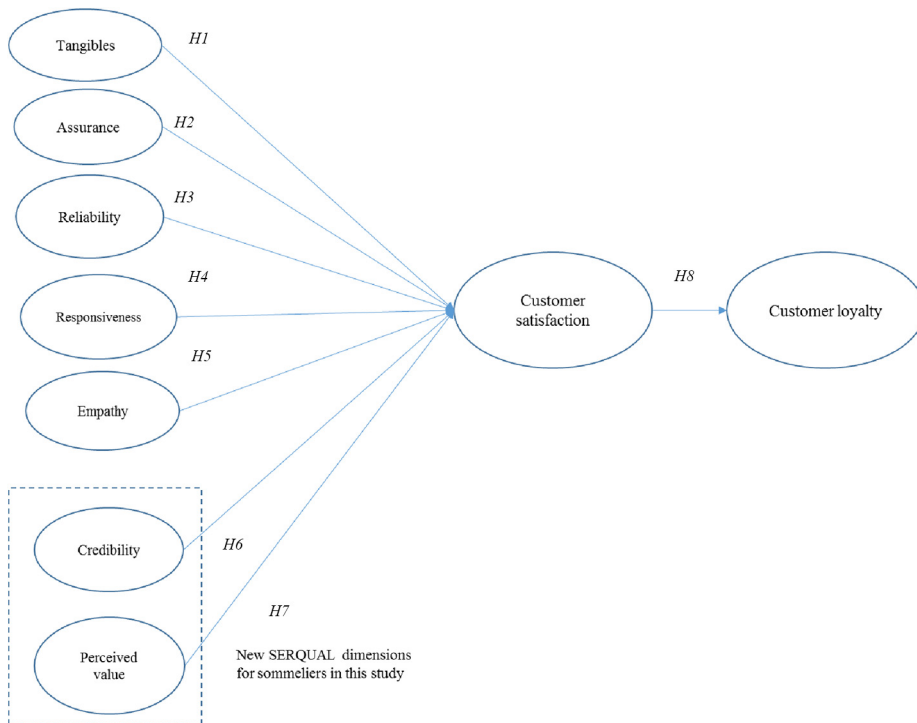 Tangibles
H1
Assurance
H2
Reliability
H3
Responsiveness
H4
Empathy
H5
Customer
satisfaction
H8
Customer loyalty
Credibility
H6
Perceived
value
H7
New SERQUAL dimensions
for sommeliers in this study